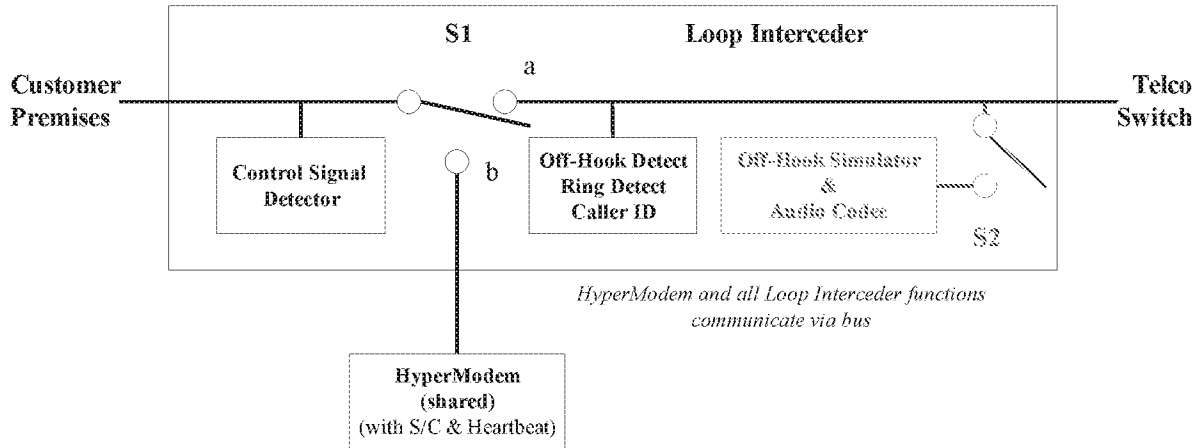 S1
Loop Interceder
a
Customer
Premises
Telco
Switch
Control Signal
Detector
b
Off-Hook Detect
Ring Detect
Caller ID
Off-Hook Simulator
&
Audio Codec
S2
HyperModem and all Loop Interceder functions
communicate via bus
HyperModem
(shared)
(with S/C & Heartbeat)